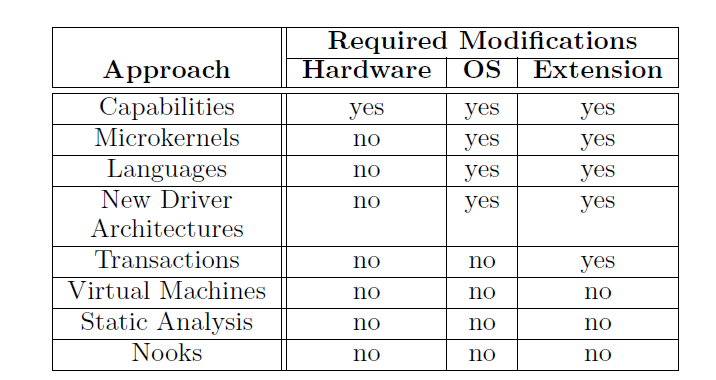 Required Modifications
Approach Hardware OS Extension
Capabilities yes yes yes
Microkernels no yes yes
Languages no yes yes
New Driver no yes yes
Architectures
Transactions no no yes
Virtual Machines no no no
Static Analysis no no no
Nooks no no no